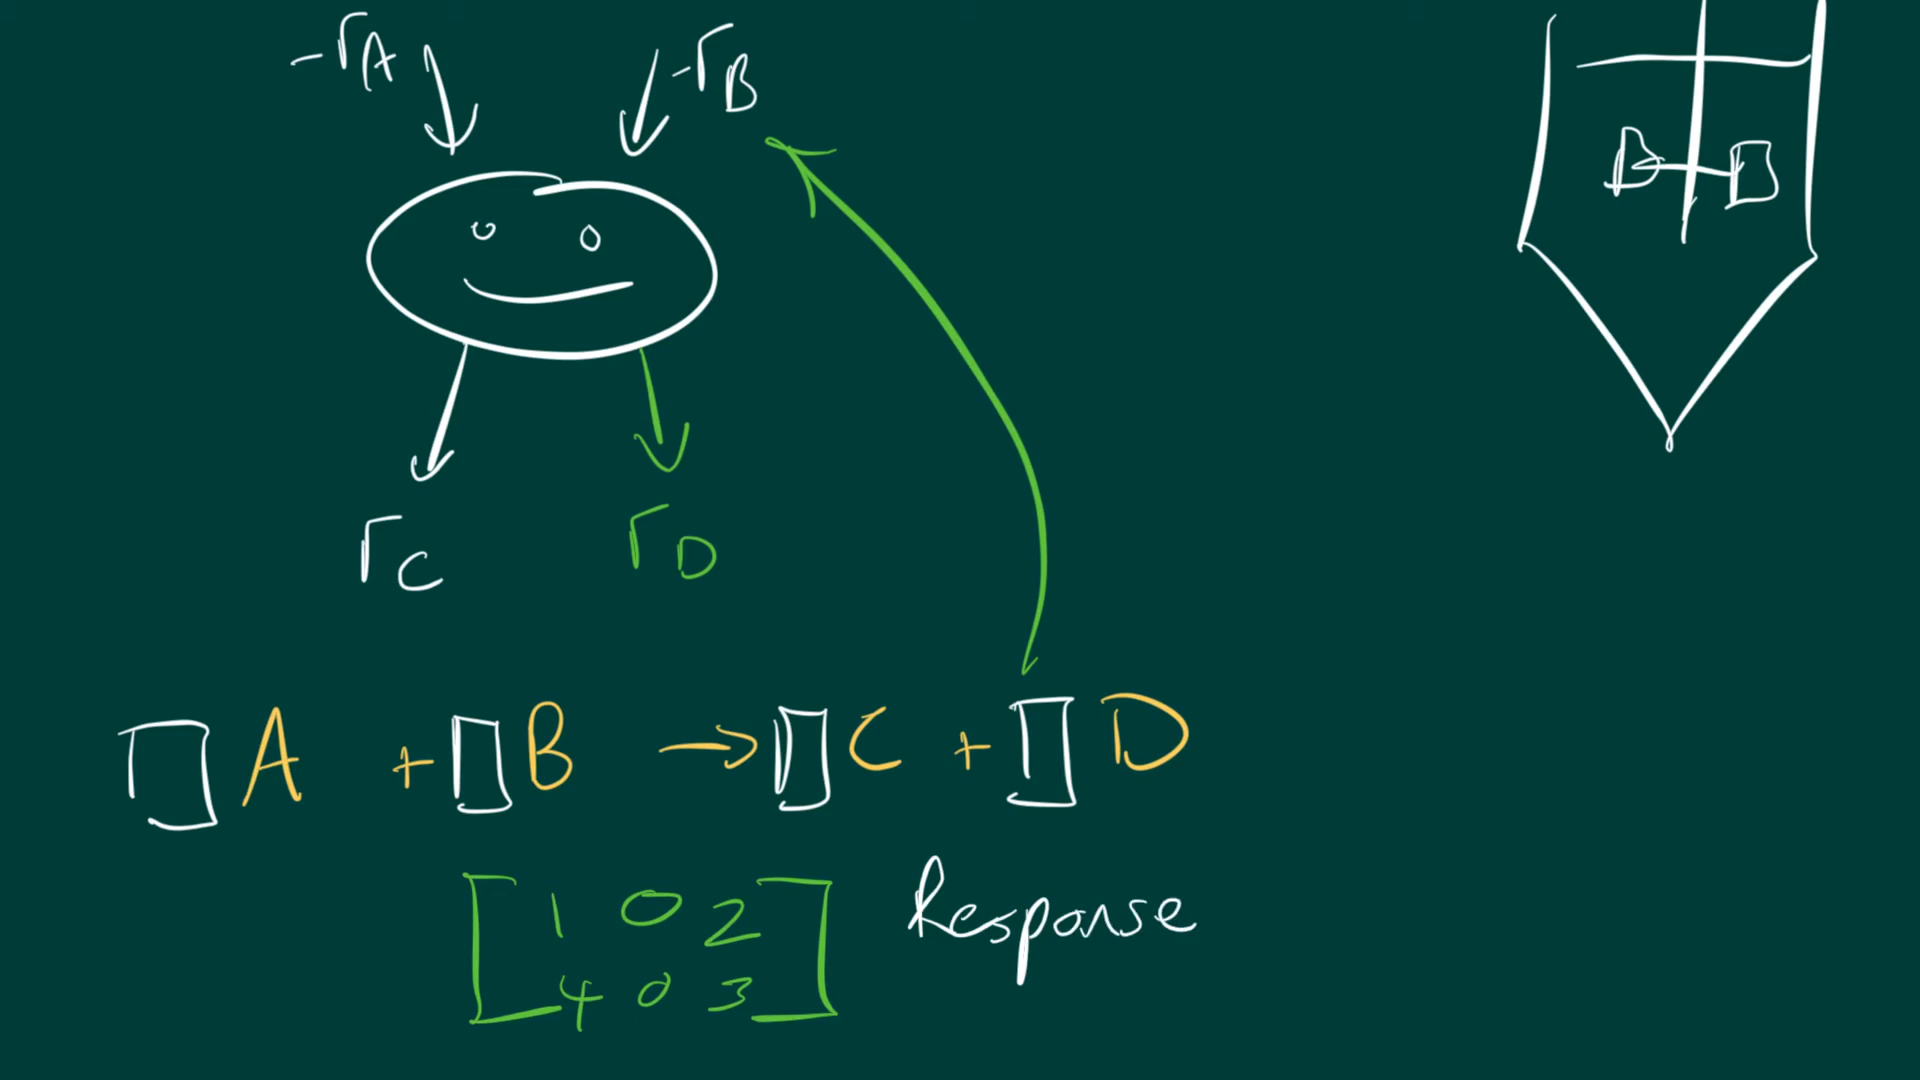 -rA -rB
rC rD
□A + □B → □C + □D
[1 0 2
4 0 3] Response